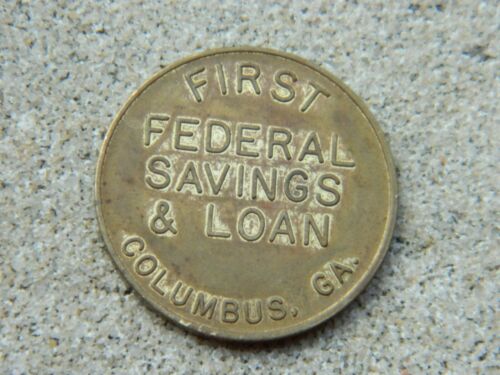 FIRST
FEDERAL
SAVINGS
& LOAN
COLUMBUS, GA.